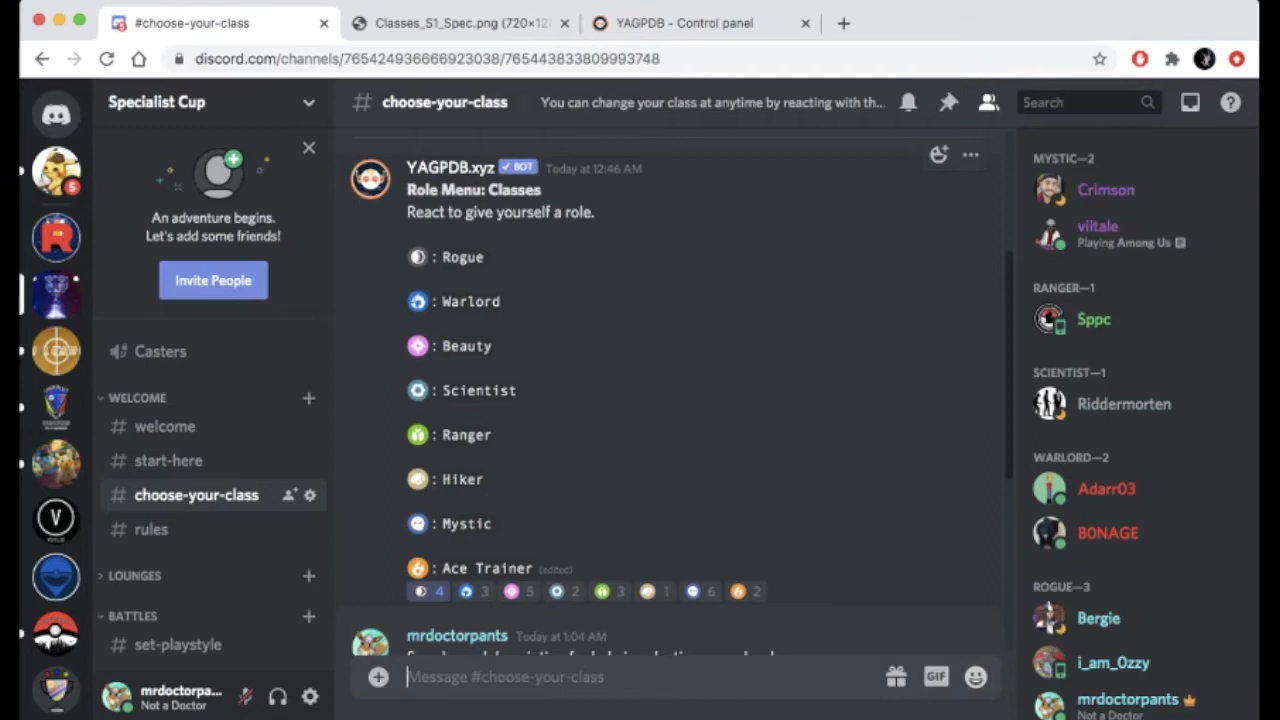 #choose-your-class
Classes_S1_Spec.png (720×12
YAGPDB - Control panel
discord.com/channels/765424936666923038/765443833809993748
Specialist Cup
choose-your-class
You can change your class at anytime by reacting with th...
Search
5
An adventure begins.
Let's add some friends!
Invite People
Casters
WELCOME
welcome
start-here
choose-your-class
rules
LOUNGES
BATTLES
set-playstyle
mrdoctorpa...
Not a Doctor
YAGPDB.xyz BOT Today at 12:46 AM
Role Menu: Classes
React to give yourself a role.
: Rogue
: Warlord
: Beauty
: Scientist
: Ranger
: Hiker
: Mystic
: Ace Trainer (edited)
4 3 5 2 3 1 6 2
mrdoctorpants Today at 1:04 AM
Message #choose-your-class
GIF
MYSTIC—2
Crimson
viitale
Playing Among Us
RANGER—1
Sppc
SCIENTIST—1
Riddermorten
WARLORD—2
Adarr03
B0NAGE
ROGUE—3
Bergie
i_am_0zzy
mrdoctorpants
Not a Doctor